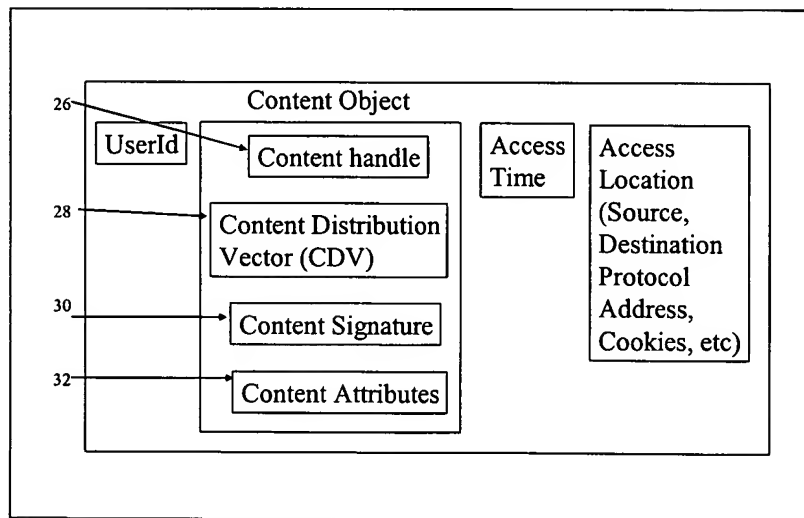 26
Content Object
UserId
Content handle
Access
Time
Access
Location
(Source,
Destination
Protocol
Address,
Cookies, etc)
28
Content Distribution
Vector (CDV)
30
Content Signature
32
Content Attributes